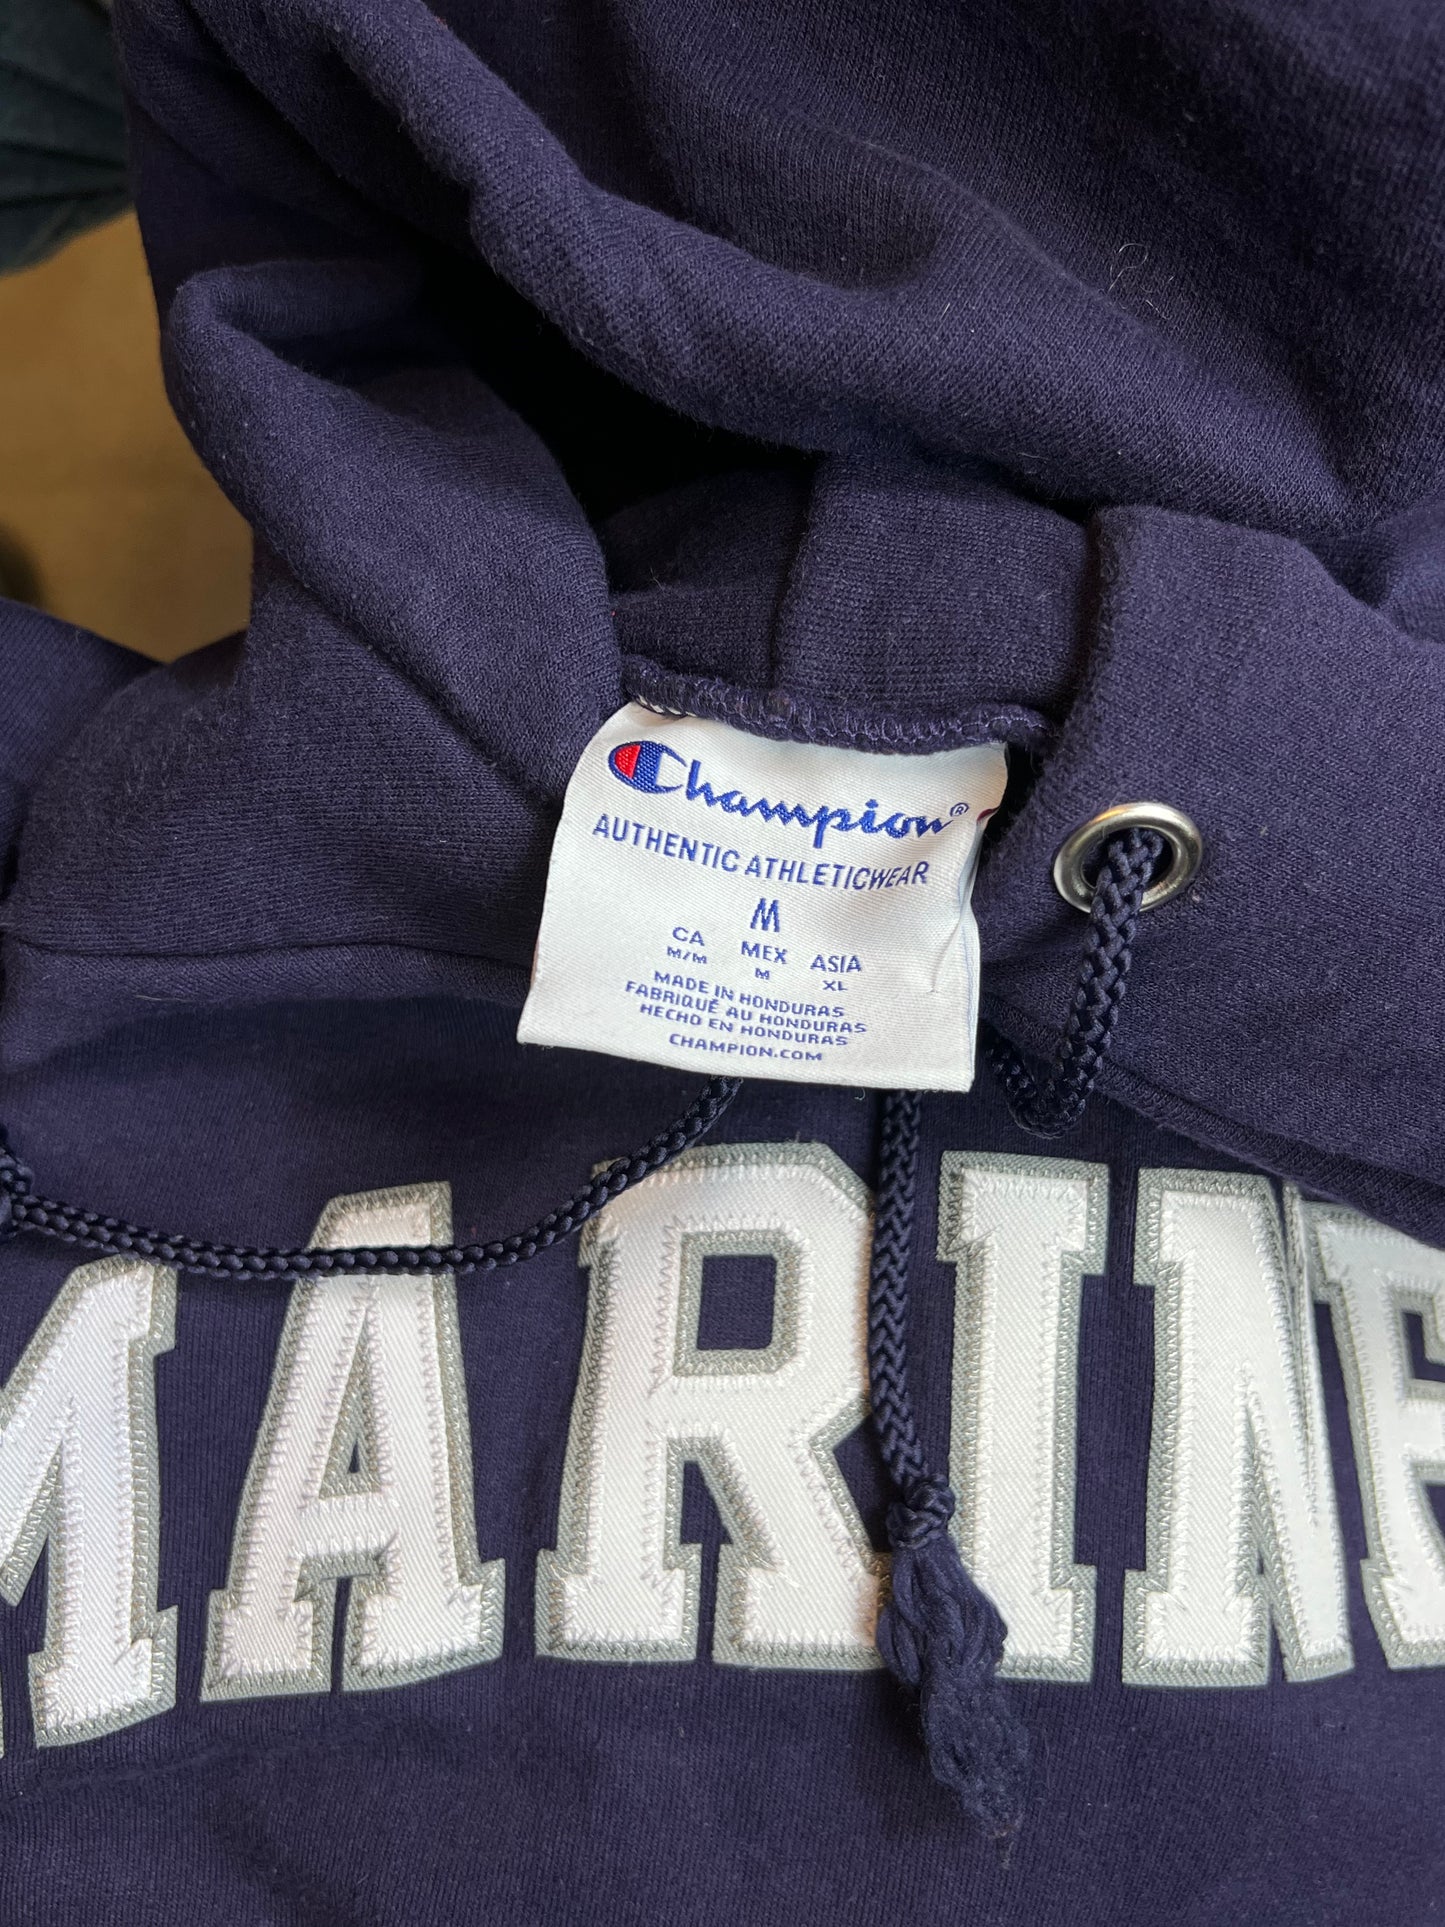 Champion®
AUTHENTIC ATHLETICWEAR
M
CA MEX ASIA
M/M M XL
MADE IN HONDURAS
FABRIQUÉ AU HONDURAS
HECHO EN HONDURAS
CHAMPION.COM
MARINE